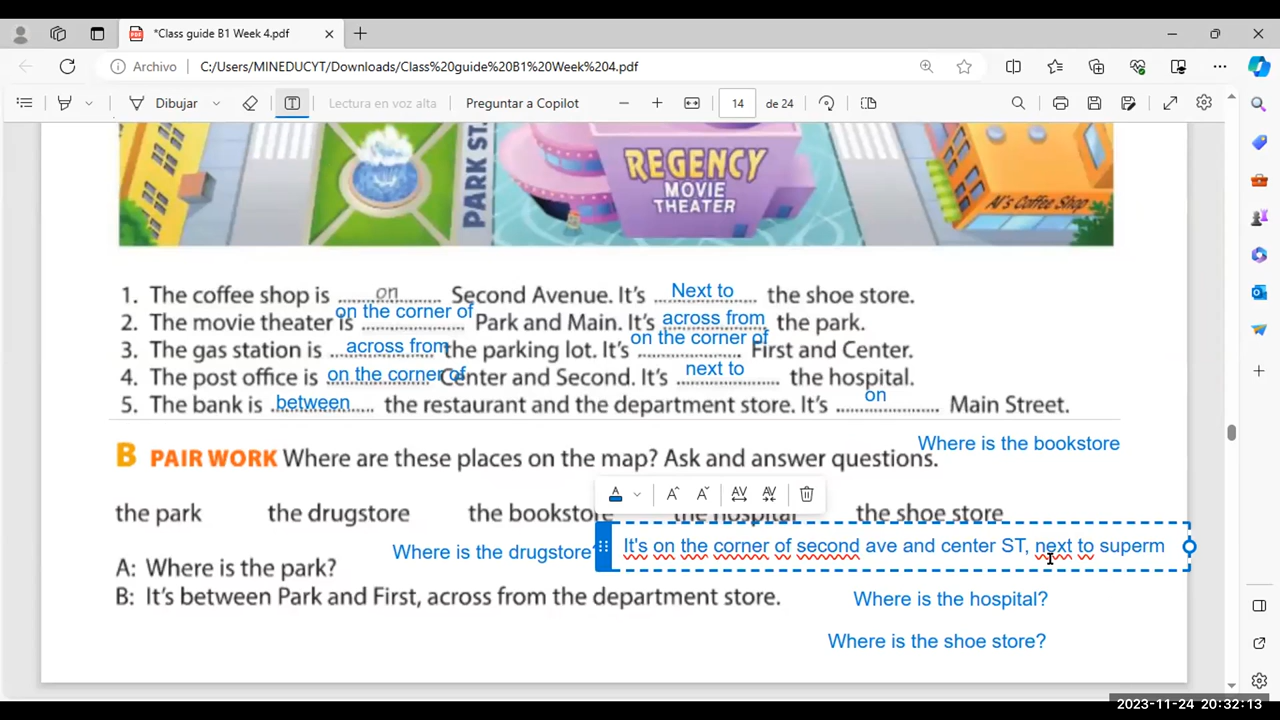 *Class guide B1 Week 4.pdf
Archivo
C:/Users/MINEDUCYT/Downloads/Class%20guide%20B1%20Week%204.pdf
Dibujar
Lectura en voz alta
Preguntar a Copilot
14
de 24
PARK ST.
REGENCY
MOVIE
THEATER
Al's Coffee Shop
1. The coffee shop is on Second Avenue. It's Next to the shoe store.
2. The movie theater is on the corner of Park and Main. It's across from the park.
3. The gas station is across from the parking lot. It's on the corner of First and Center.
4. The post office is on the corner of Center and Second. It's next to the hospital.
5. The bank is between the restaurant and the department store. It's on Main Street.
Where is the bookstore
B PAIR WORK Where are these places on the map? Ask and answer questions.
the park the drugstore the bookstore the hospital the shoe store
Where is the drugstore
It's on the corner of second ave and center ST, next to superm
A: Where is the park?
B: It's between Park and First, across from the department store.
Where is the hospital?
Where is the shoe store?
2023-11-24 20:32:13